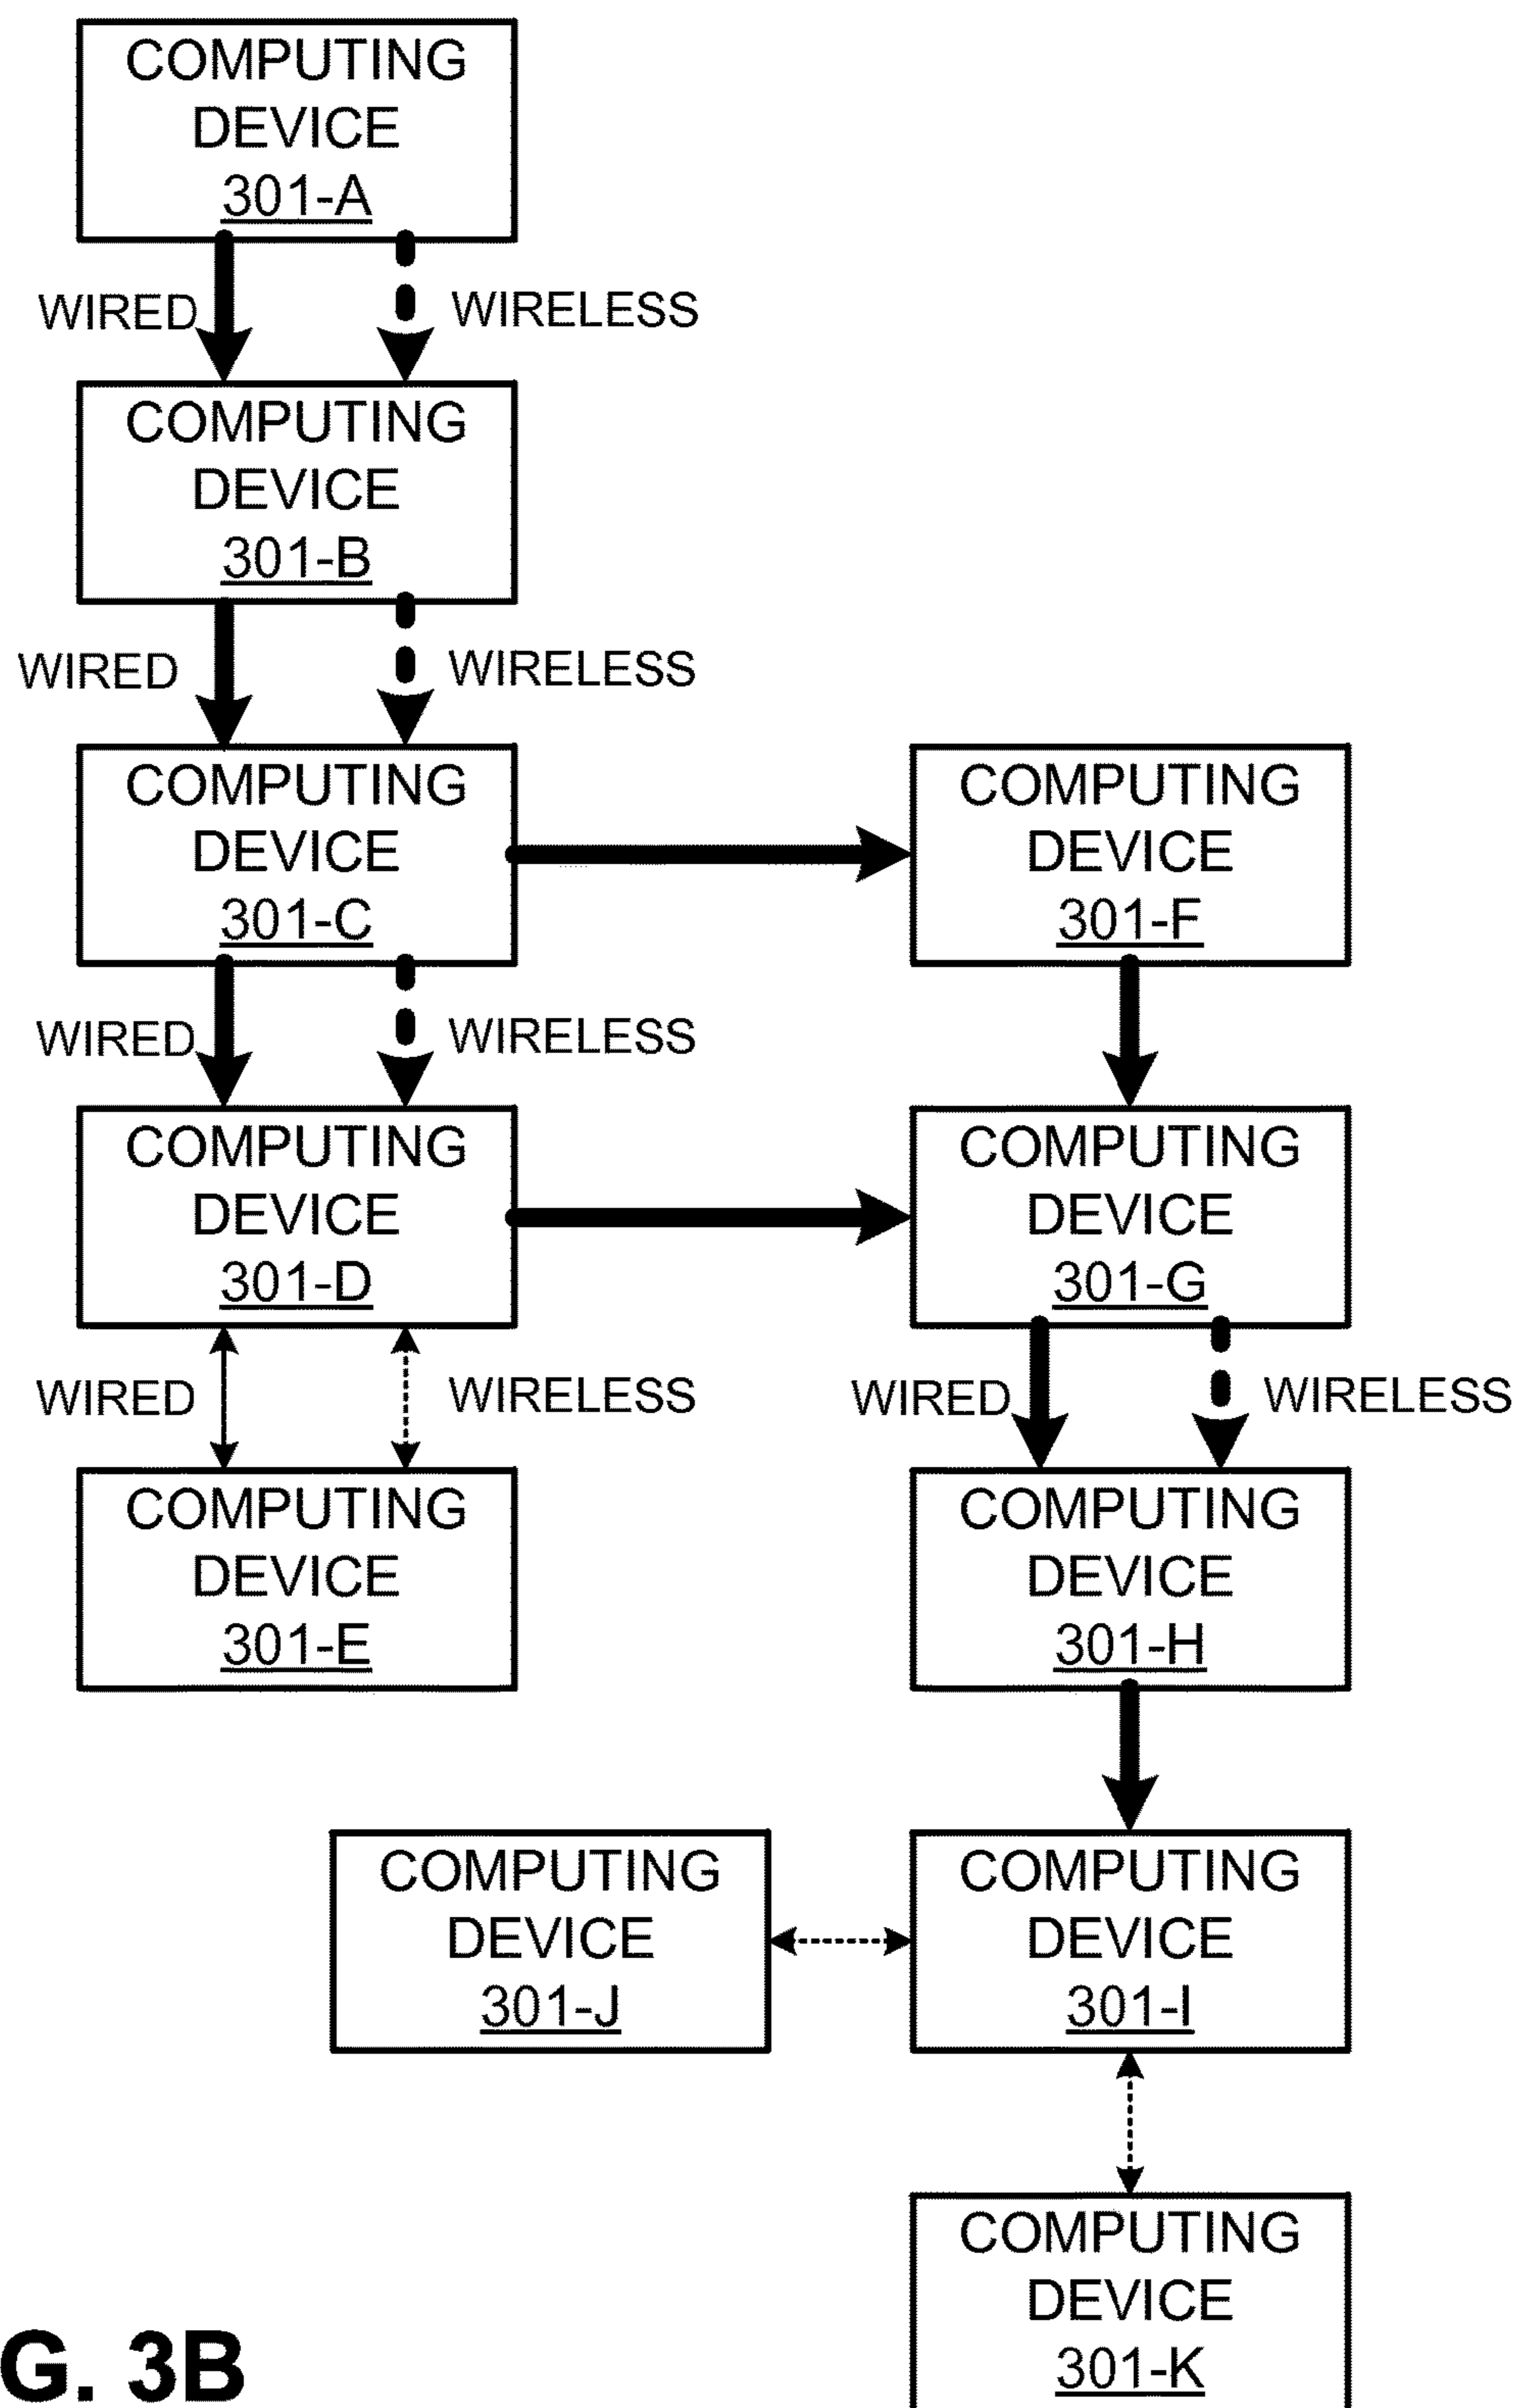 COMPUTING
DEVICE
301-A
WIRED
WIRELESS
COMPUTING
DEVICE
301-B
WIRED
WIRELESS
COMPUTING
DEVICE
301-C
COMPUTING
DEVICE
301-F
WIRED
WIRELESS
COMPUTING
DEVICE
301-D
COMPUTING
DEVICE
301-G
WIRED
WIRELESS
WIRED
WIRELESS
COMPUTING
DEVICE
301-E
COMPUTING
DEVICE
301-H
COMPUTING
DEVICE
301-J
COMPUTING
DEVICE
301-I
COMPUTING
DEVICE
301-K
G. 3B